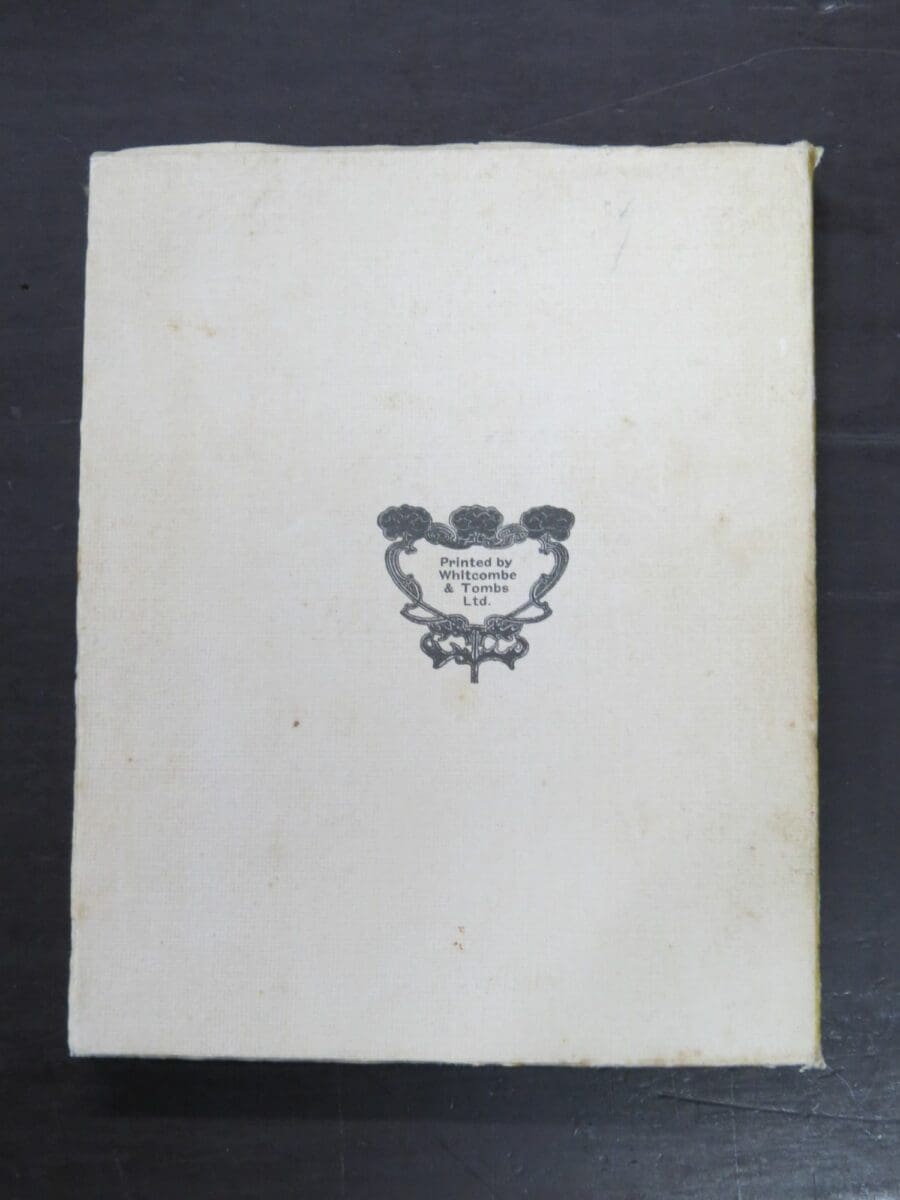 Printed by
Whitcombe
& Tombs
Ltd.